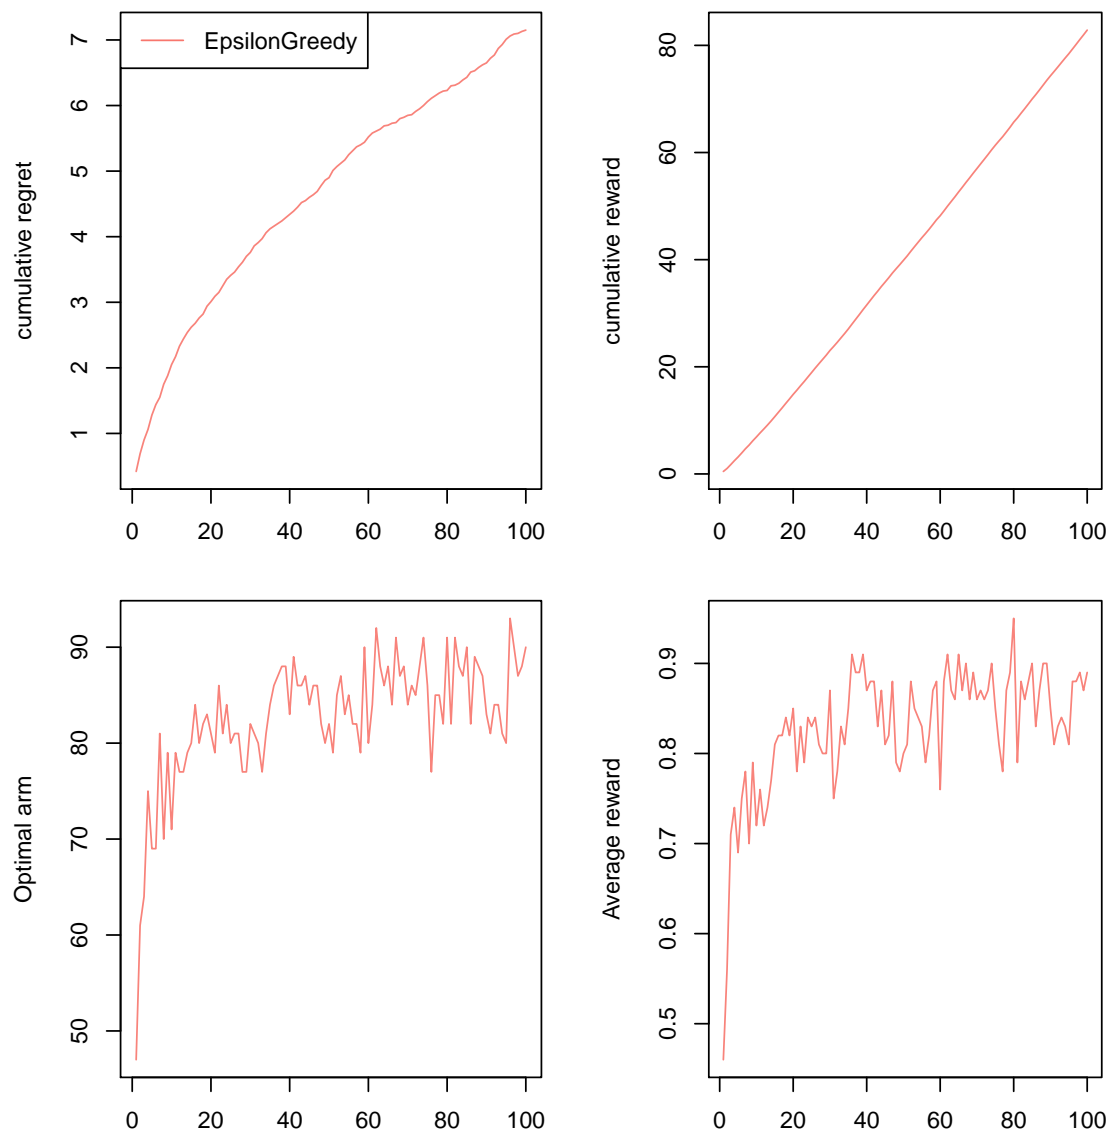 EpsilonGreedy
cumulative regret
7
6
5
4
3
2
1
0 20 40 60 80 100
cumulative reward
80
60
40
20
0
0 20 40 60 80 100
Optimal arm
90
80
70
60
50
0 20 40 60 80 100
Average reward
0.9
0.8
0.7
0.6
0.5
0 20 40 60 80 100